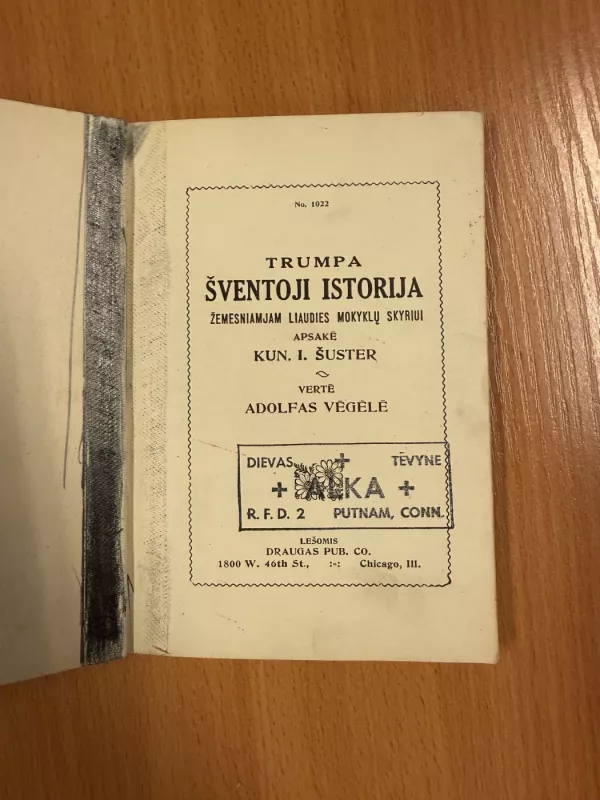 No. 1022
TRUMPA
ŠVENTOJI ISTORIJA
ŽEMESNIAMJAM LIAUDIES MOKYKLŲ SKYRIUI
APSAKĖ
KUN. I. ŠUSTER
VERTĖ
ADOLFAS VĖGĖLĖ
DIEVAS + TĖVYNE
+ ALKA +
R. F. D. 2 PUTNAM, CONN.
LEŠOMIS
DRAUGAS PUB. CO.
1800 W. 46th St., :-: Chicago, Ill.